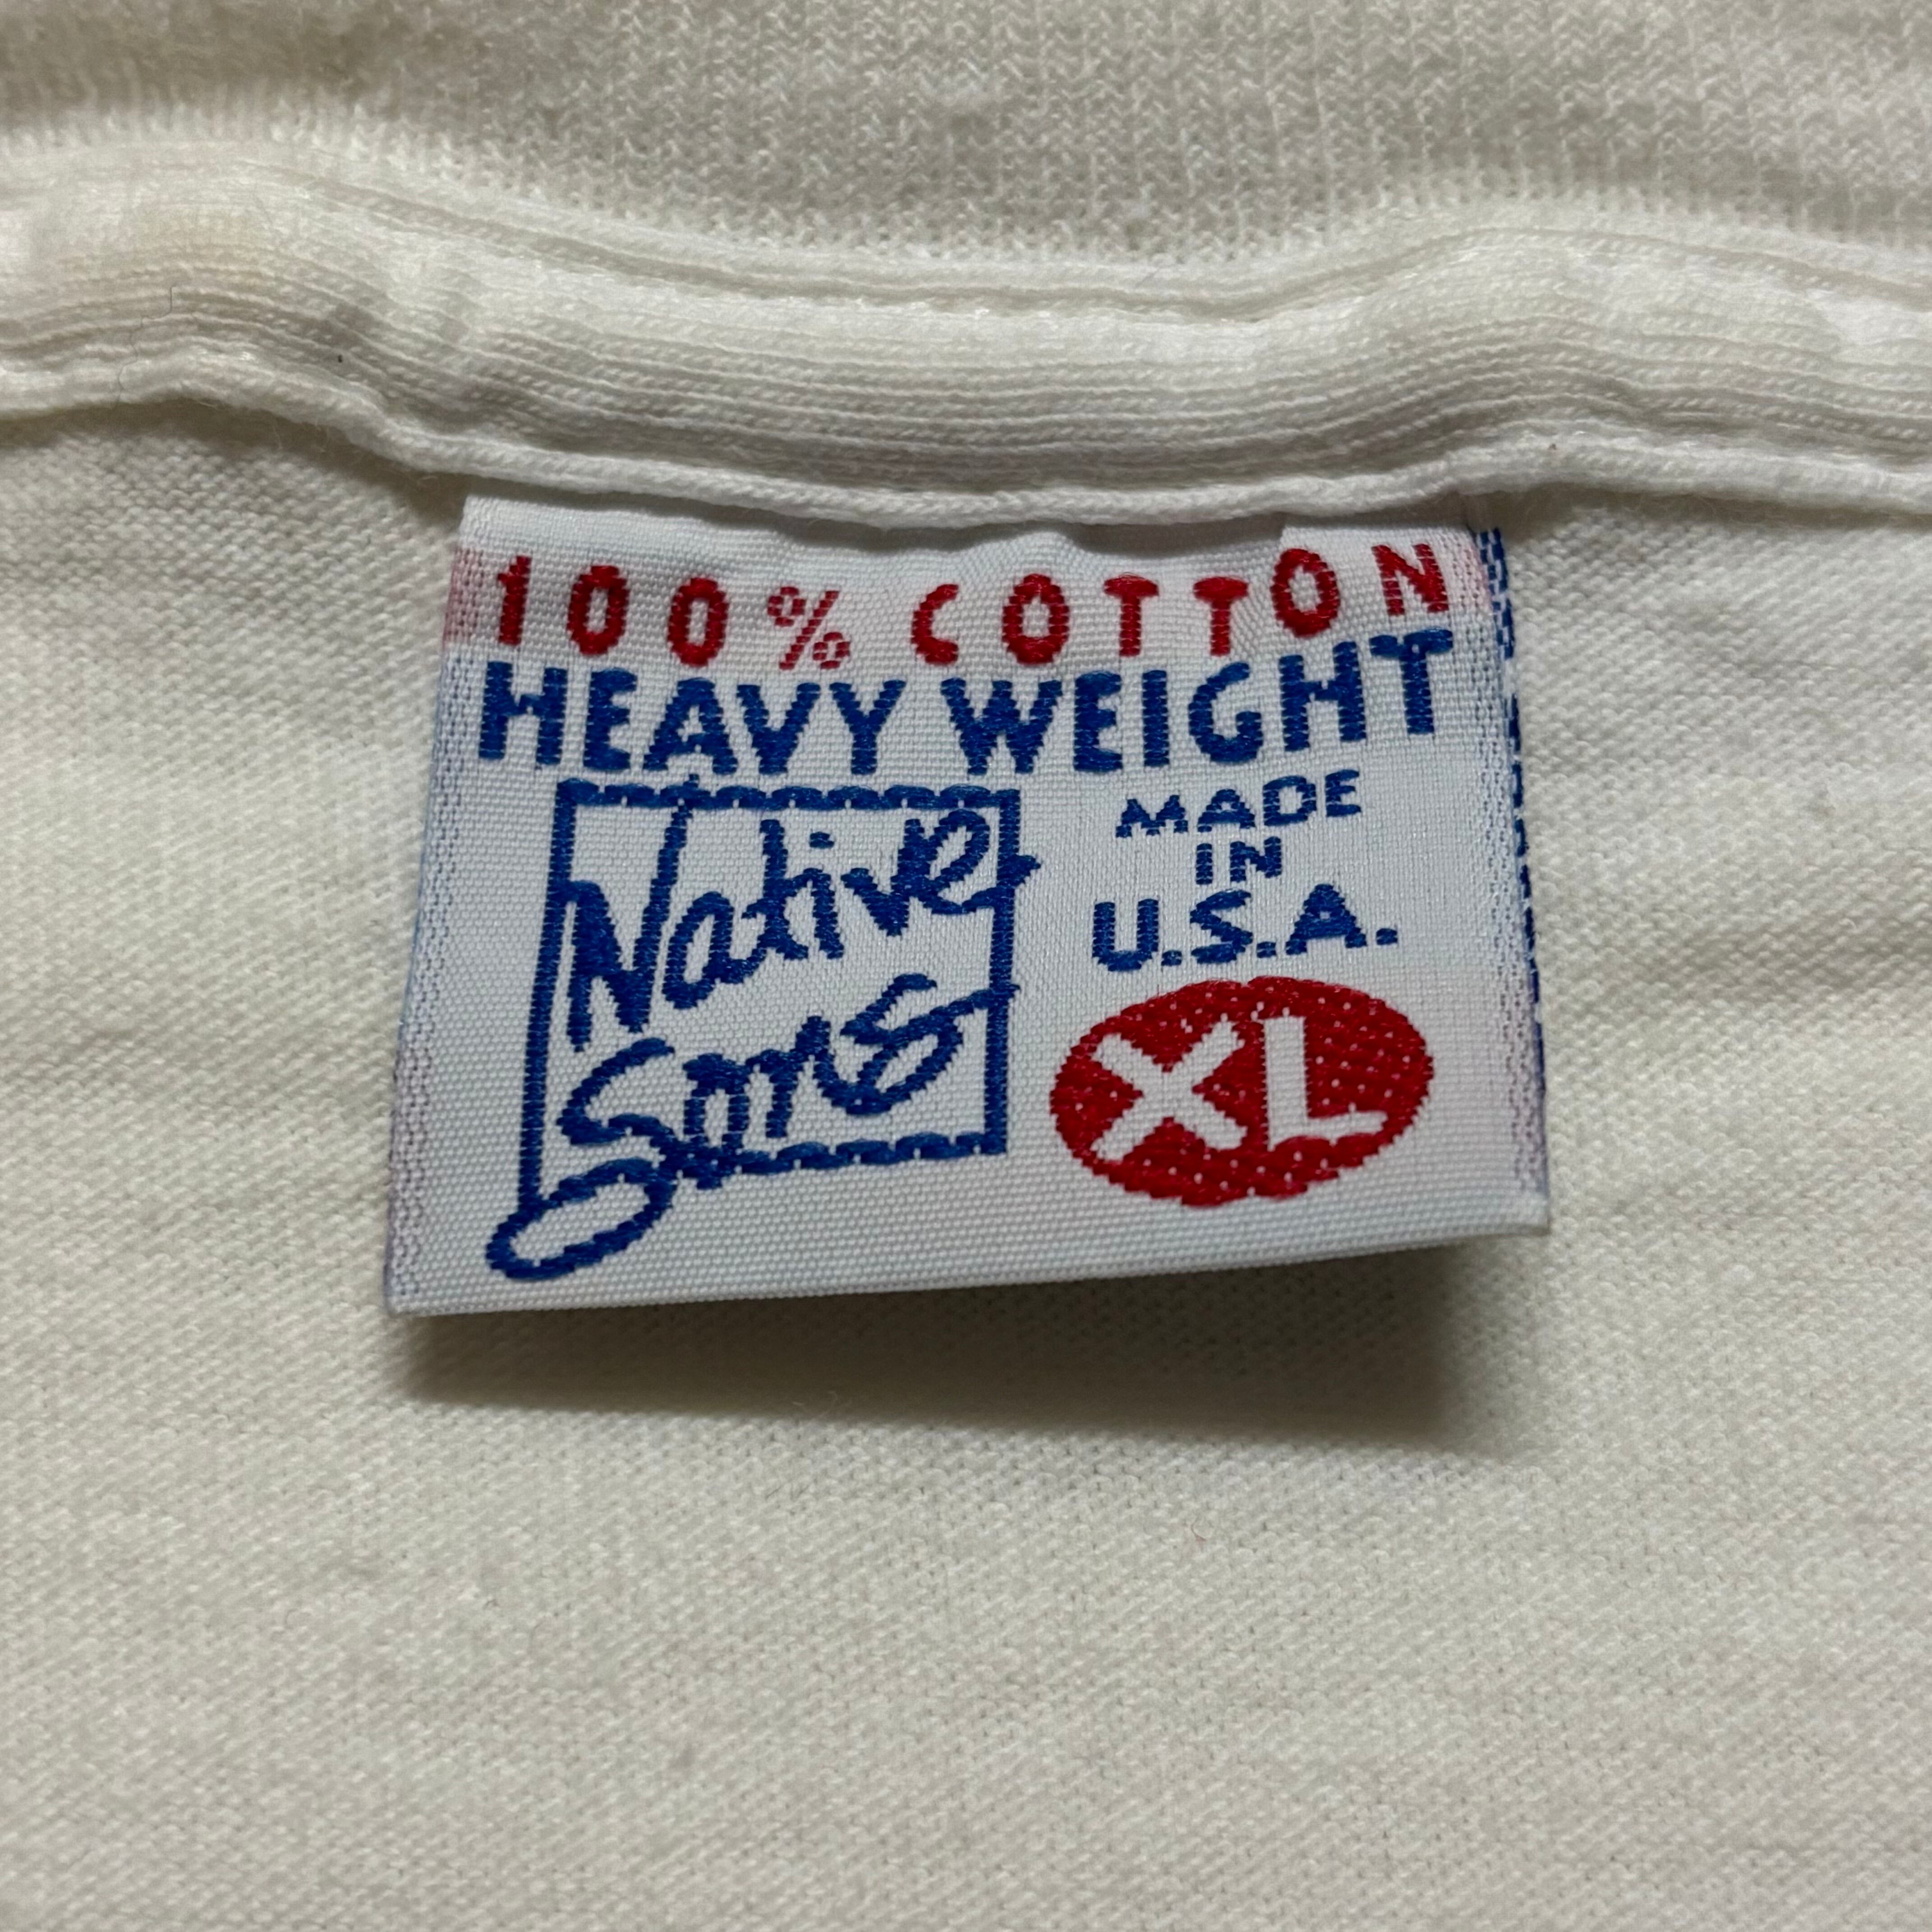 100% COTTON
HEAVY WEIGHT
Native
Sons
MADE
IN
U.S.A.
XL